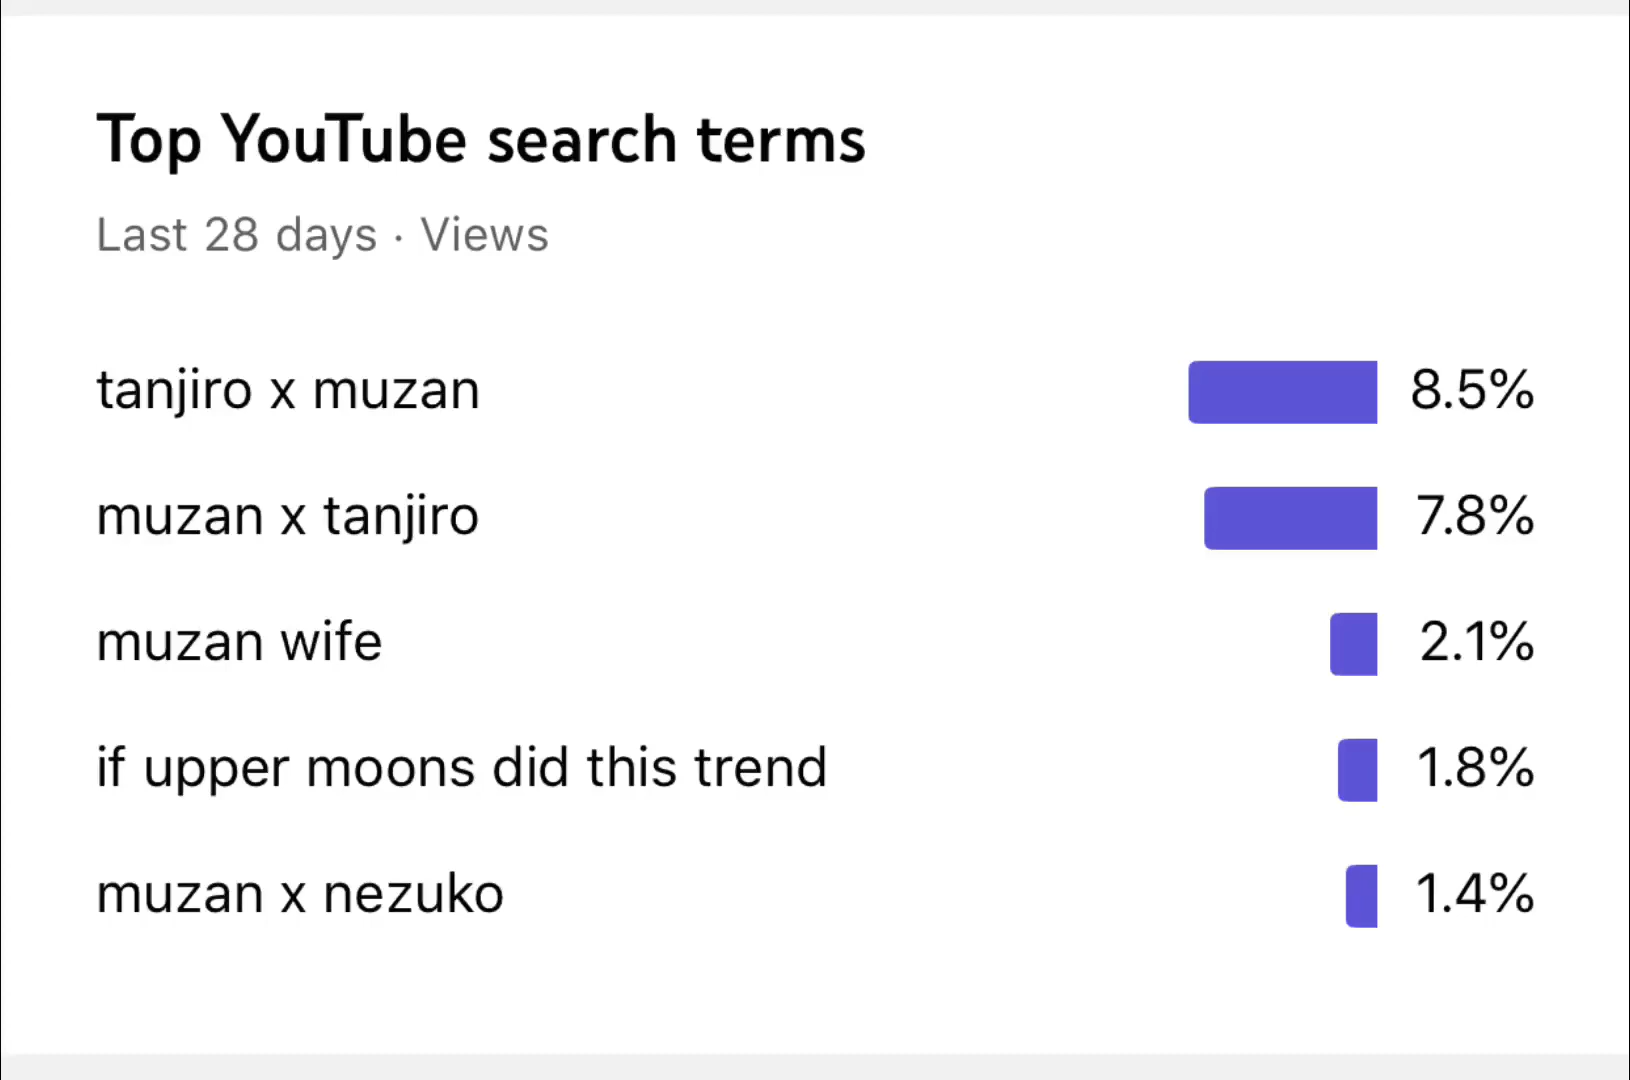 Top YouTube search terms
Last 28 days · Views
tanjiro x muzan 8.5%
muzan x tanjiro 7.8%
muzan wife 2.1%
if upper moons did this trend 1.8%
muzan x nezuko 1.4%